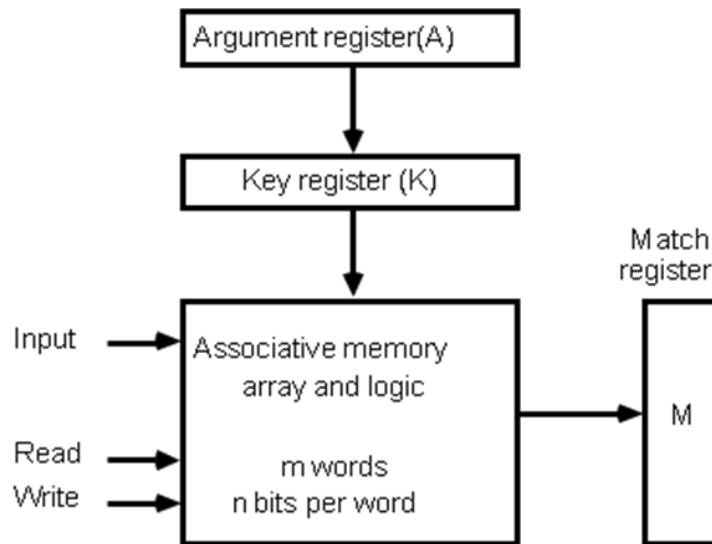 Argument register(A)
Key register (K)
Match
register
Input
Associative memory
array and logic
M
Read
m words
Write
n bits per word